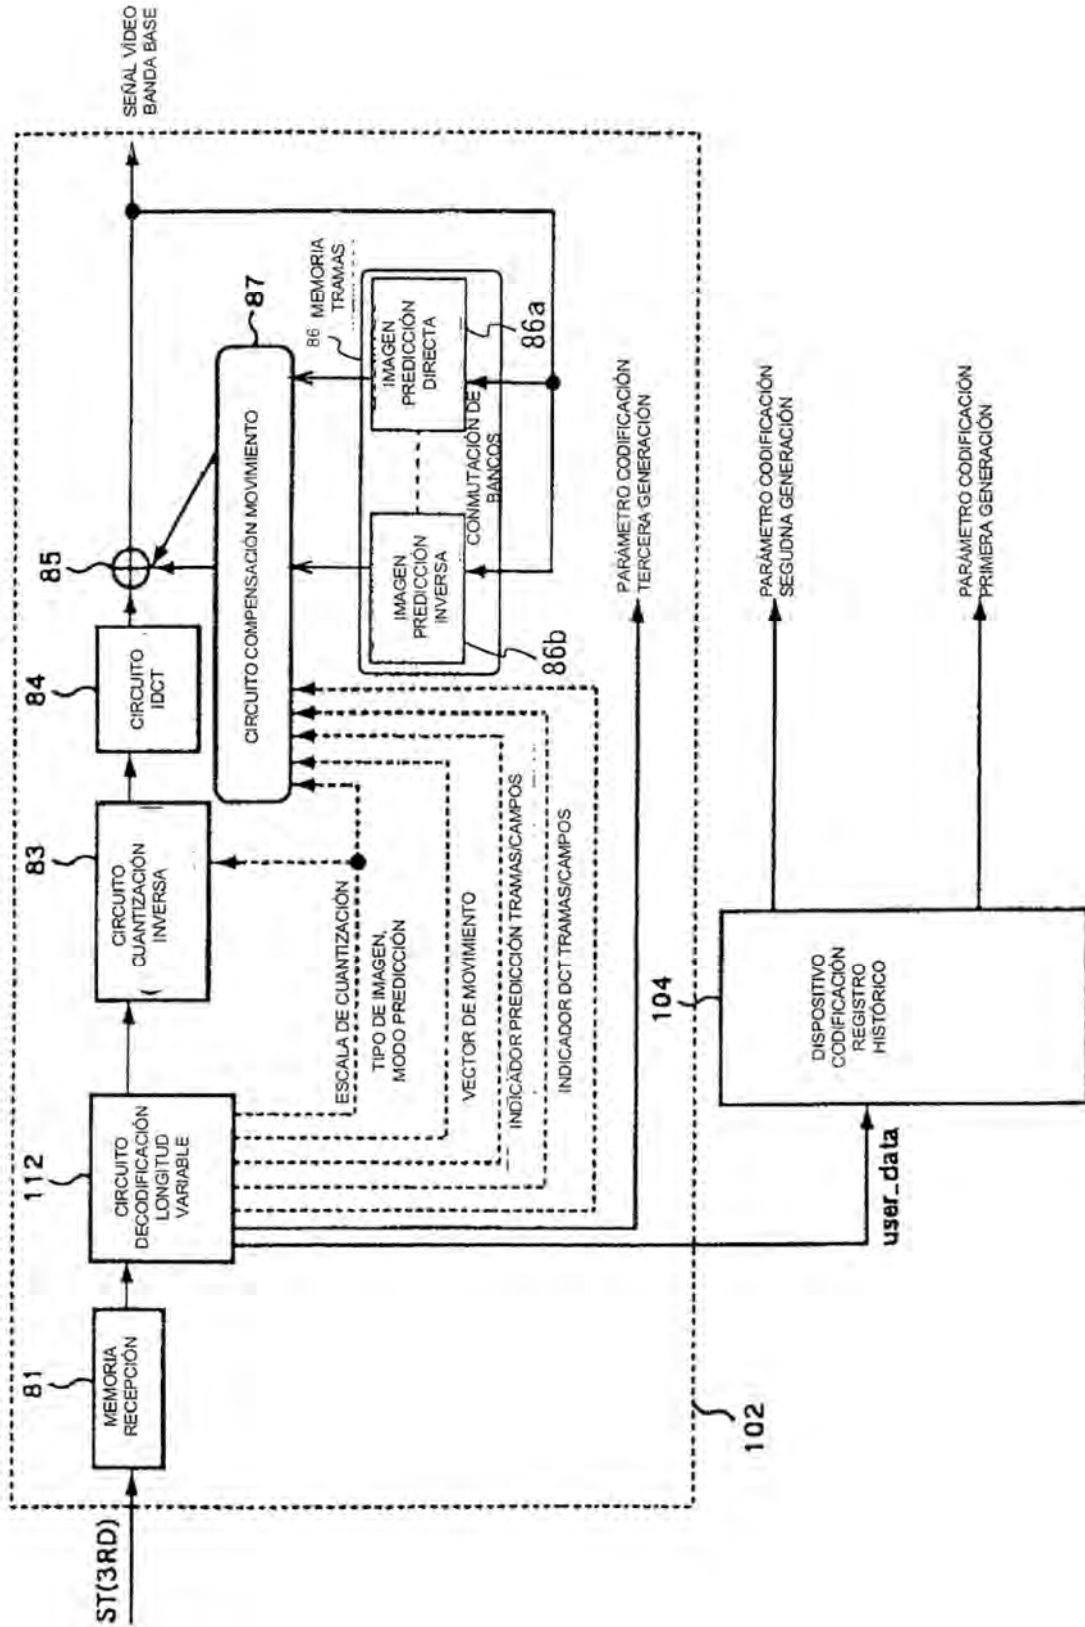 ST(3RD)
81
MEMORIA
RECEPCIÓN
112
CIRCUITO
DECODIFICACIÓN
LONGITUD
VARIABLE
83
CIRCUITO
CUANTIZACIÓN
INVERSA
84
CIRCUITO
IDCT
85
SEÑAL VÍDEO
BANDA BASE
87
CIRCUITO COMPENSACIÓN MOVIMIENTO
86 MEMORIA
TRAMAS
IMAGEN
PREDICCIÓN
DIRECTA
86a
CONMUTACIÓN DE
BANCOS
IMAGEN
PREDICCIÓN
INVERSA
86b
ESCALA DE CUANTIZACIÓN
TIPO DE IMAGEN,
MODO PREDICCIÓN
VECTOR DE MOVIMIENTO
INDICADOR PREDICCIÓN TRAMAS/CAMPOS
INDICADOR DCT TRAMAS/CAMPOS
PARÁMETRO CODIFICACIÓN
TERCERA GENERACIÓN
102
user_data
104
DISPOSITIVO
CODIFICACIÓN
REGISTRO
HISTÓRICO
PARÁMETRO CODIFICACIÓN
SEGUDNA GENERACIÓN
PARÁMETRO CODIFICACIÓN
PRIMERA GENERACIÓN